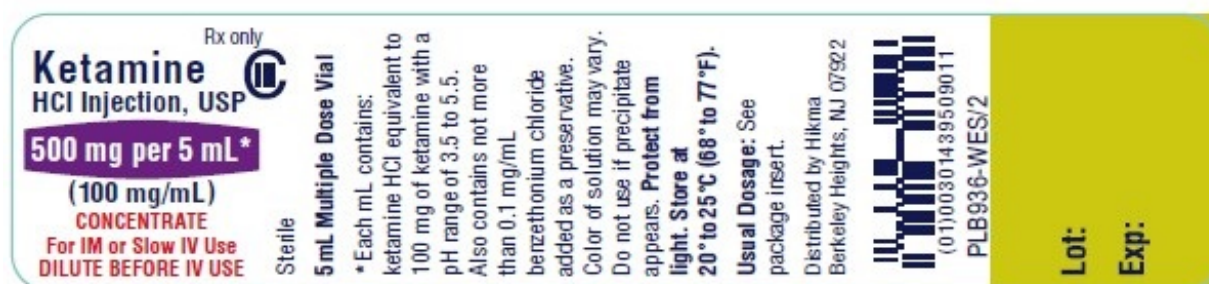 Rx only
Ketamine
CIII
HCl Injection, USP
500 mg per 5 mL*
(100 mg/mL)
CONCENTRATE
For IM or Slow IV Use
DILUTE BEFORE IV USE
Sterile
5 mL Multiple Dose Vial
*Each mL contains:
ketamine HCl equivalent to
100 mg of ketamine with a
pH range of 3.5 to 5.5.
Also contains not more
than 0.1 mg/mL
benzethonium chloride
added as a preservative.
Color of solution may vary.
Do not use if precipitate
appears. Protect from
light. Store at
20° to 25°C (68° to 77°F).
Usual Dosage: See
package insert.
Distributed by Hikma
Berkeley Heights, NJ 07922
(01)00301439509011
PLB936-WES/2
Lot:
Exp: